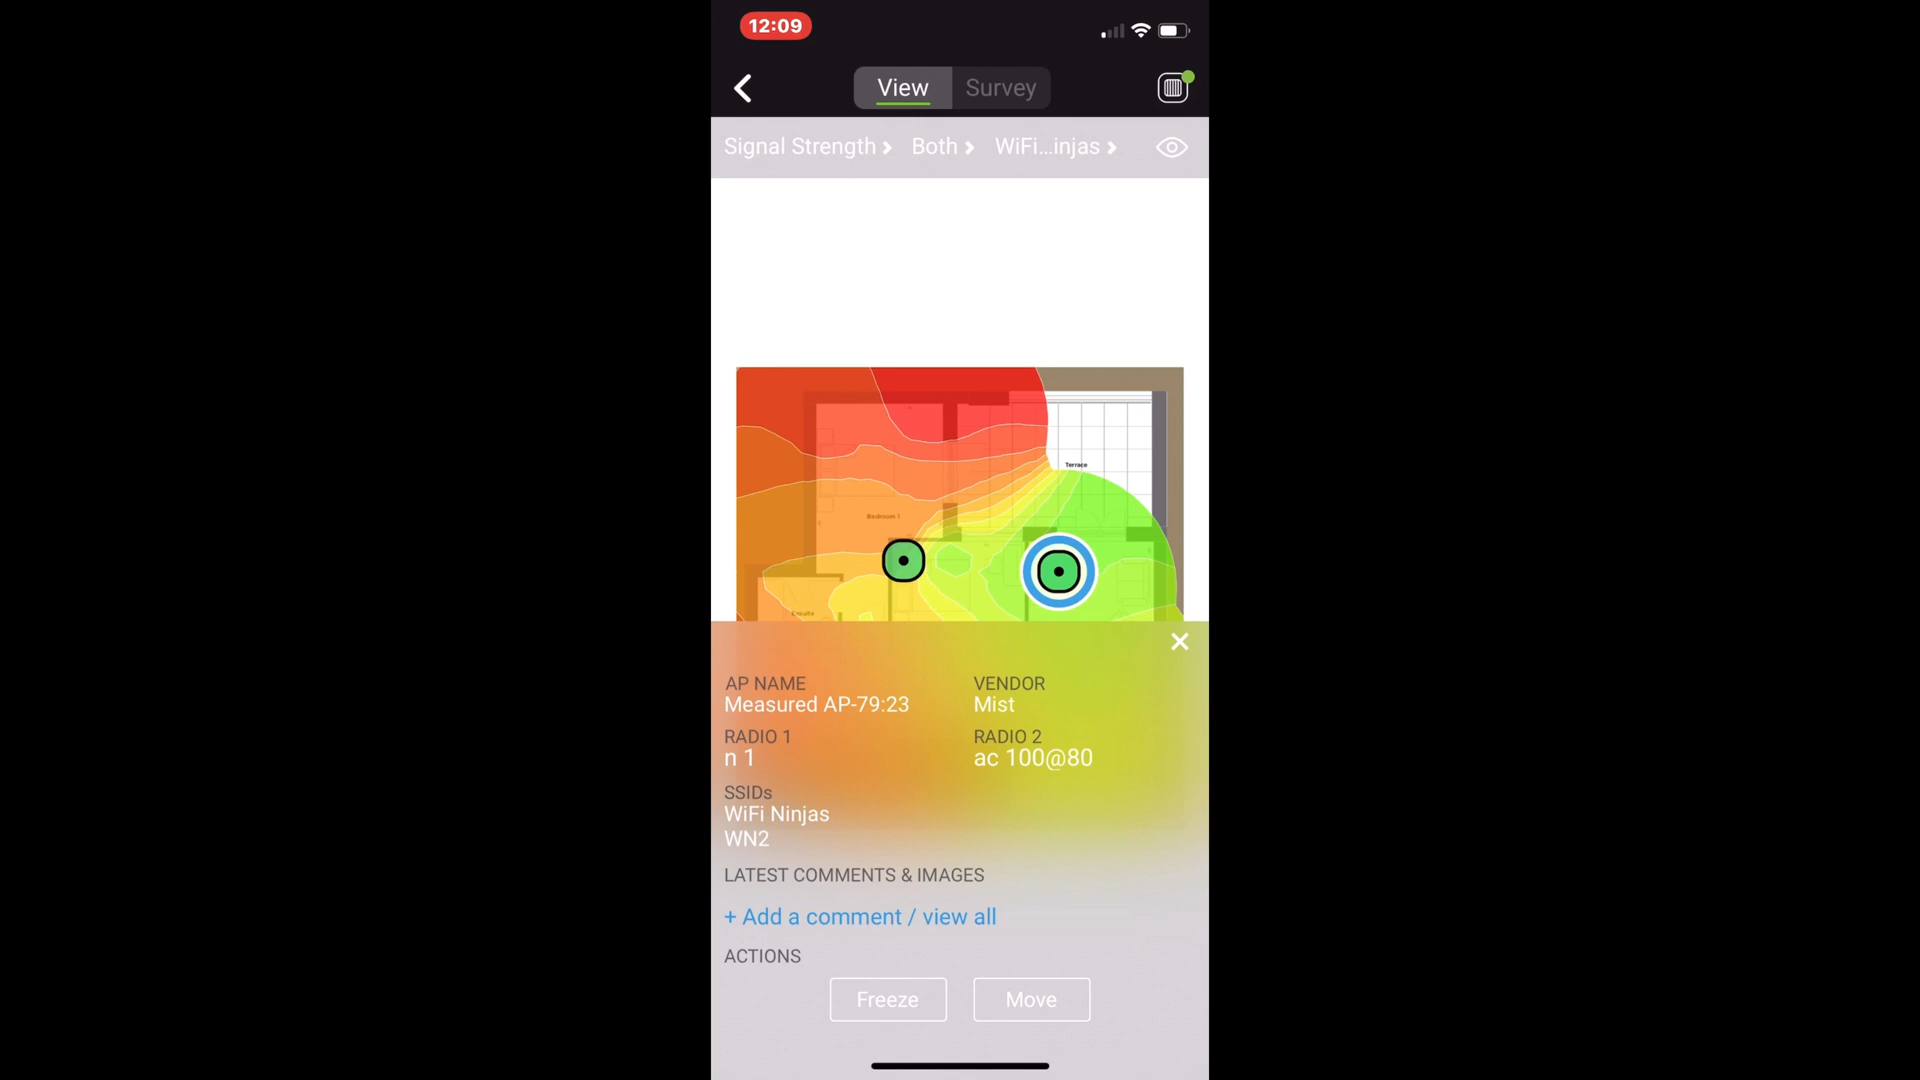 12:09
View Survey
Signal Strength Both WiFi...injas
Terrace
Bedroom 1
Ensuite
AP NAME VENDOR
Measured AP-79:23 Mist
RADIO 1 RADIO 2
n 1 ac 100@80
SSIDs
WiFi Ninjas
WN2
LATEST COMMENTS & IMAGES
+ Add a comment / view all
ACTIONS
Freeze Move